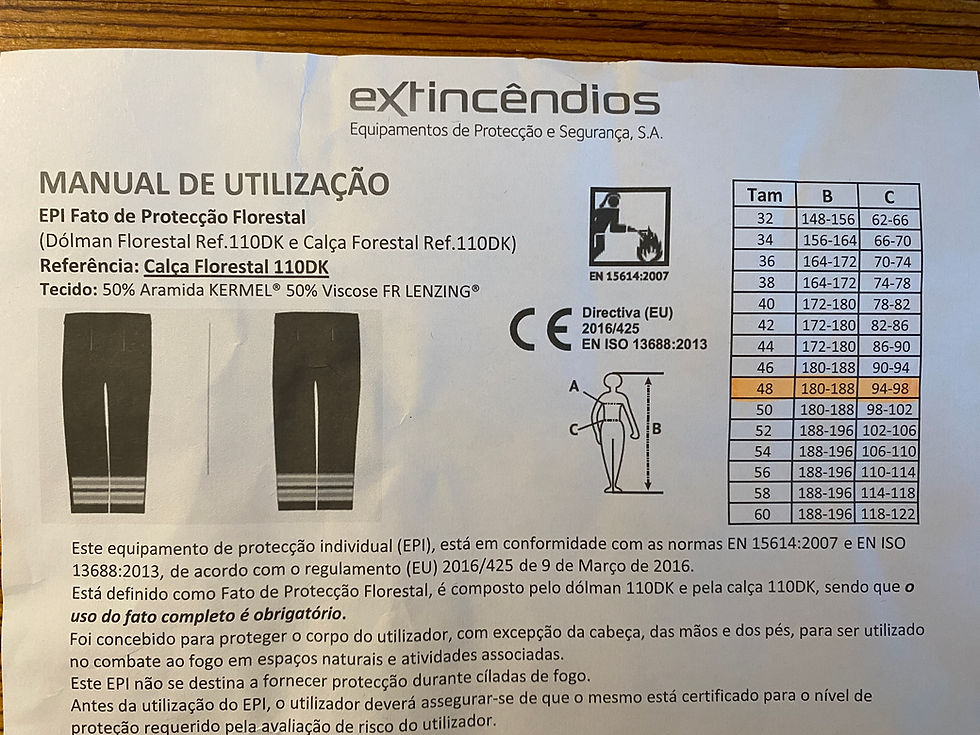 extincêndios
Equipamentos de Protecção e Segurança, S.A.
MANUAL DE UTILIZAÇÃO
EPI Fato de Protecção Florestal
(Dólman Florestal Ref.110DK e Calça Forestal Ref.110DK)
Referência: Calça Florestal 110DK
Tecido: 50% Aramida KERMEL® 50% Viscose FR LENZING®
EN 15614:2007
CE
Directiva (EU)
2016/425
EN ISO 13688:2013
A
C
B
Tam B C
32 148-156 62-66
34 156-164 66-70
36 164-172 70-74
38 164-172 74-78
40 172-180 78-82
42 172-180 82-86
44 172-180 86-90
46 180-188 90-94
48 180-188 94-98
50 180-188 98-102
52 188-196 102-106
54 188-196 106-110
56 188-196 110-114
58 188-196 114-118
60 188-196 118-122
Este equipamento de protecção individual (EPI), está em conformidade com as normas EN 15614:2007 e EN ISO
13688:2013, de acordo com o regulamento (EU) 2016/425 de 9 de Março de 2016.
Está definido como Fato de Protecção Florestal, é composto pelo dólman 110DK e pela calça 110DK, sendo que o
uso do fato completo é obrigatório.
Foi concebido para proteger o corpo do utilizador, com excepção da cabeça, das mãos e dos pés, para ser utilizado
no combate ao fogo em espaços naturais e atividades associadas.
Este EPI não se destina a fornecer protecção durante cíladas de fogo.
Antes da utilização do EPI, o utilizador deverá assegurar-se de que o mesmo está certificado para o nível de
proteção requerido pela avaliação de risco do utilizador.